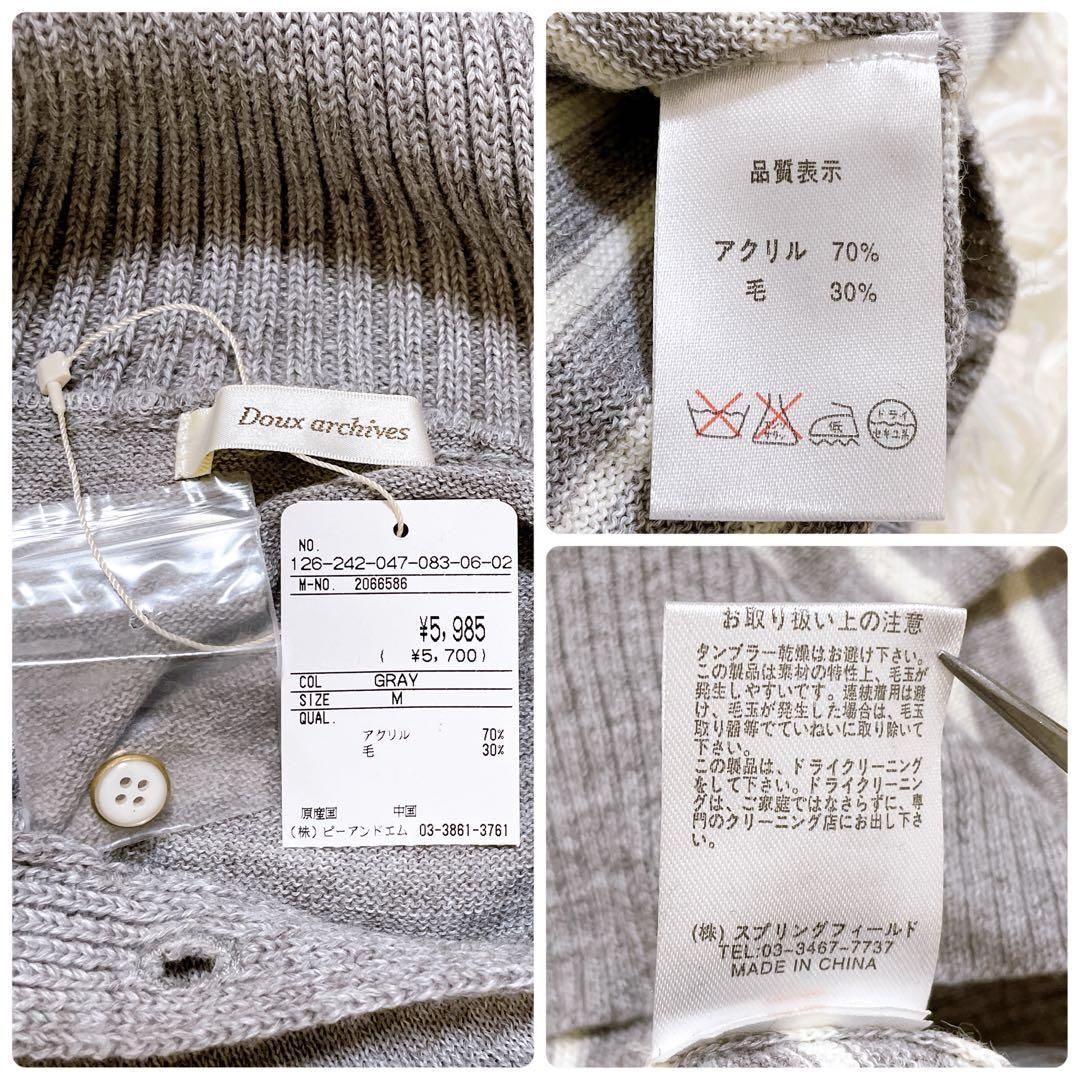 Doux archives
NO.
126-242-047-083-06-02
M-NO. 2066586
¥5,985
( ¥5,700)
COL GRAY
SIZE M
QUAL.
アクリル 70%
毛 30%
原産国 中国
(株)ピーアンドエム 03-3861-3761
品質表示
アクリル 70%
毛 30%
低
ドライ
セキユ系
お取り扱い上の注意
タンブラー乾燥はお避け下さい。
この製品は素材の特性上、毛玉が
発生しやすいです。連続着用は避
け、毛玉が発生した場合は、毛玉
取り器等でていねいに取り除いて
下さい。
この製品は、ドライクリーニング
をして下さい。ドライクリーニン
グは、ご家庭ではなさらずに、専
門のクリーニング店にお出し下さ
い。
(株)スプリングフィールド
TEL:03-3467-7737
MADE IN CHINA